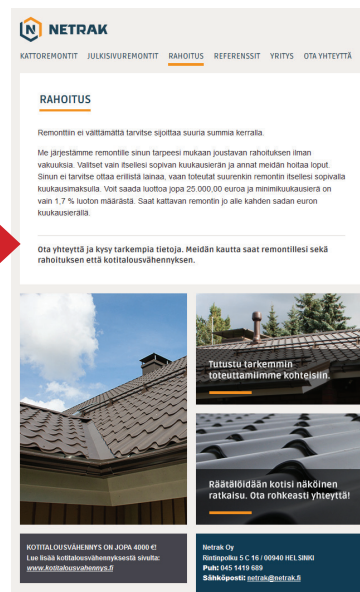 NETRAK
KATTOREMONTIT JULKISIVUREMONTIT RAHOITUS REFERENSSIT YRITYS OTA YHTEYTTÄ
RAHOITUS
Remonttiin ei välttämättä tarvitse sijoittaa suuria summia kerralla.
Me järjestämme remontille sinun tarpeesi mukaan joustavan rahoituksen ilman
vakuuksia. Valitset vain itsellesi sopivan kuukausierän ja annat meidän hoitaa loput.
Sinun ei tarvitse ottaa erillistä lainaa, vaan toteutat suurenkin remontin itsellesi sopivalla
kuukausimaksulla. Voit saada luottoa jopa 25.000,00 euroa ja minimikuukausierä on
vain 1,7 % luoton määrästä. Saat kattavan remontin jo alle kahden sadan euron
kuukausierällä.
Ota yhteyttä ja kysy tarkempia tietoja. Meidän kautta saat remontillesi sekä
rahoituksen että kotitalousvähennyksen.
Tutustu tarkemmin
toteuttamiimme kohteisiin.
Räätälöidään kotisi näköinen
ratkaisu. Ota rohkeasti yhteyttä!
KOTITALOUSVÄHENNYS ON JOPA 4000 €!
Lue lisää kotitalousvähennyksestä sivulta:
www.kotitalousvahennys.fi
Netrak Oy
Rintinpolku 5 C 16 / 00940 HELSINKI
Puh: 045 1419 689
Sähköposti: netrak@netrak.fi